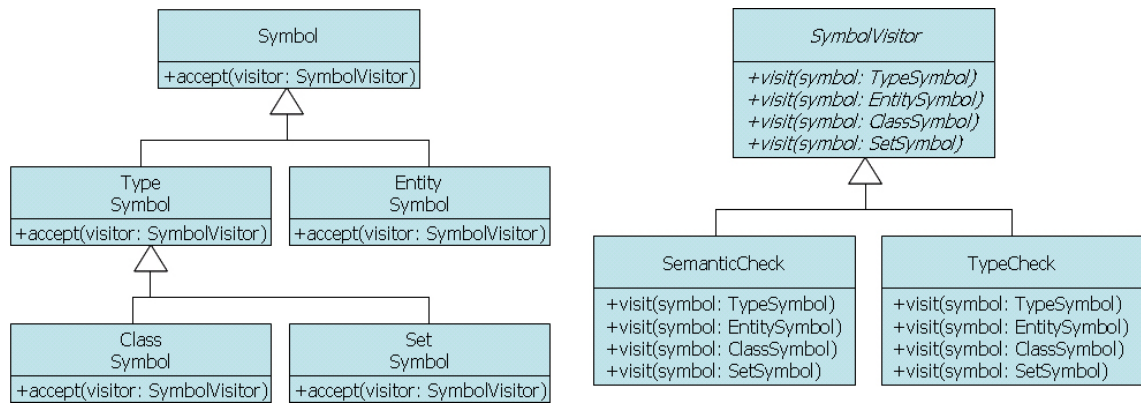 Symbol
+accept(visitor: SymbolVisitor)
Type
Symbol
+accept(visitor: SymbolVisitor)
Entity
Symbol
+accept(visitor: SymbolVisitor)
Class
Symbol
+accept(visitor: SymbolVisitor)
Set
Symbol
+accept(visitor: SymbolVisitor)
SymbolVisitor
+visit(symbol: TypeSymbol)
+visit(symbol: EntitySymbol)
+visit(symbol: ClassSymbol)
+visit(symbol: SetSymbol)
SemanticCheck
+visit(symbol: TypeSymbol)
+visit(symbol: EntitySymbol)
+visit(symbol: ClassSymbol)
+visit(symbol: SetSymbol)
TypeCheck
+visit(symbol: TypeSymbol)
+visit(symbol: EntitySymbol)
+visit(symbol: ClassSymbol)
+visit(symbol: SetSymbol)